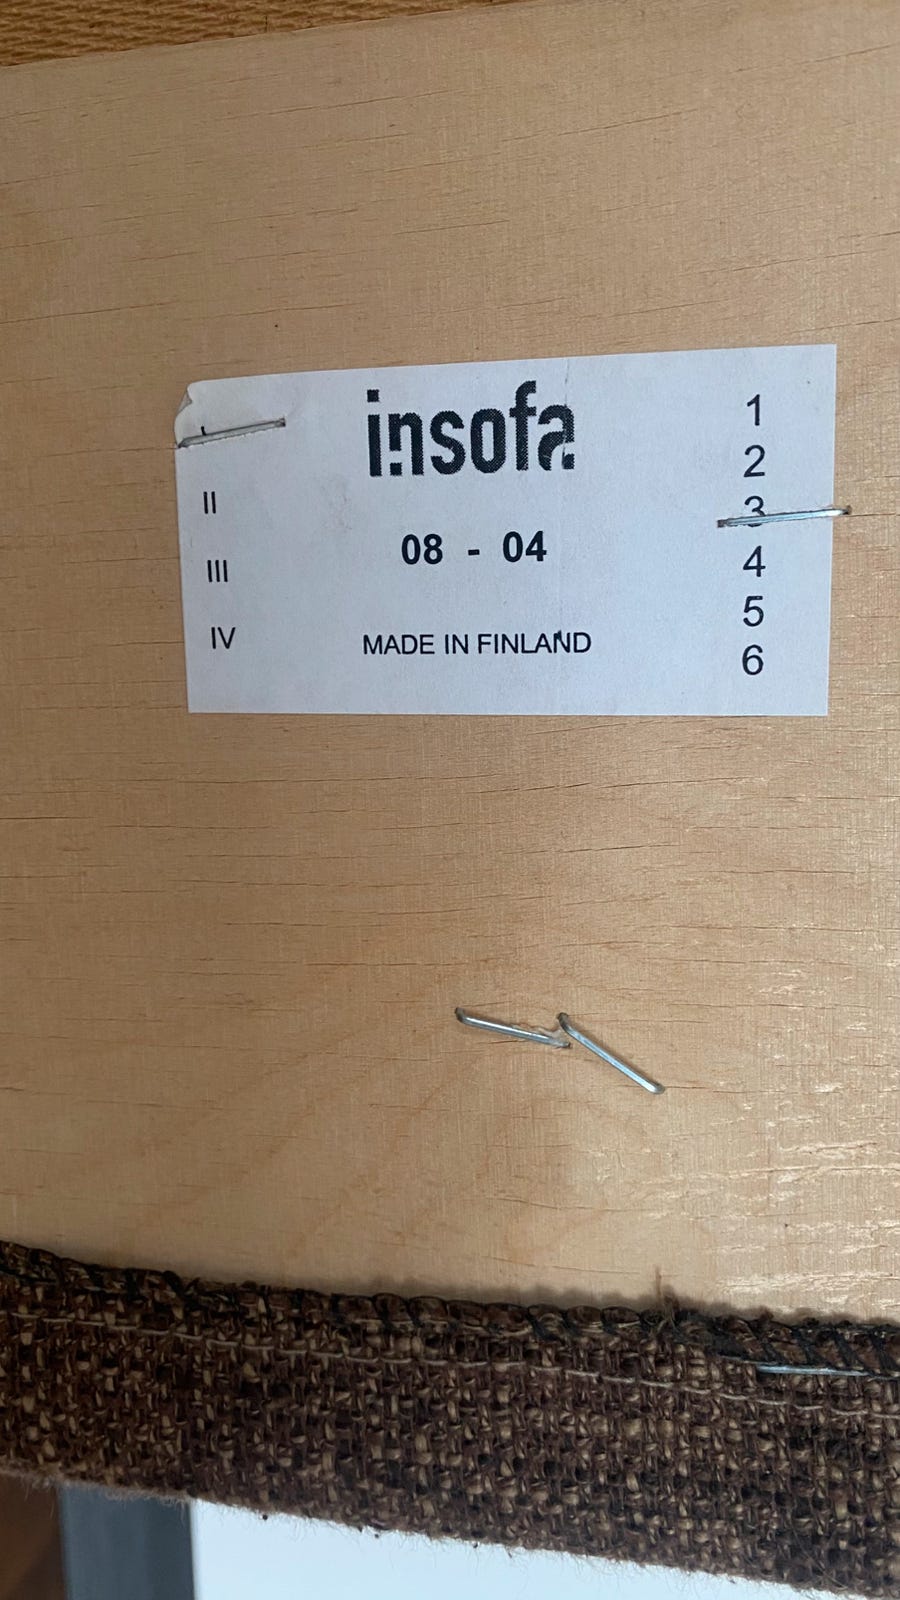 insofa
08 - 04
MADE IN FINLAND
II
III
IV
1
2
3
4
5
6